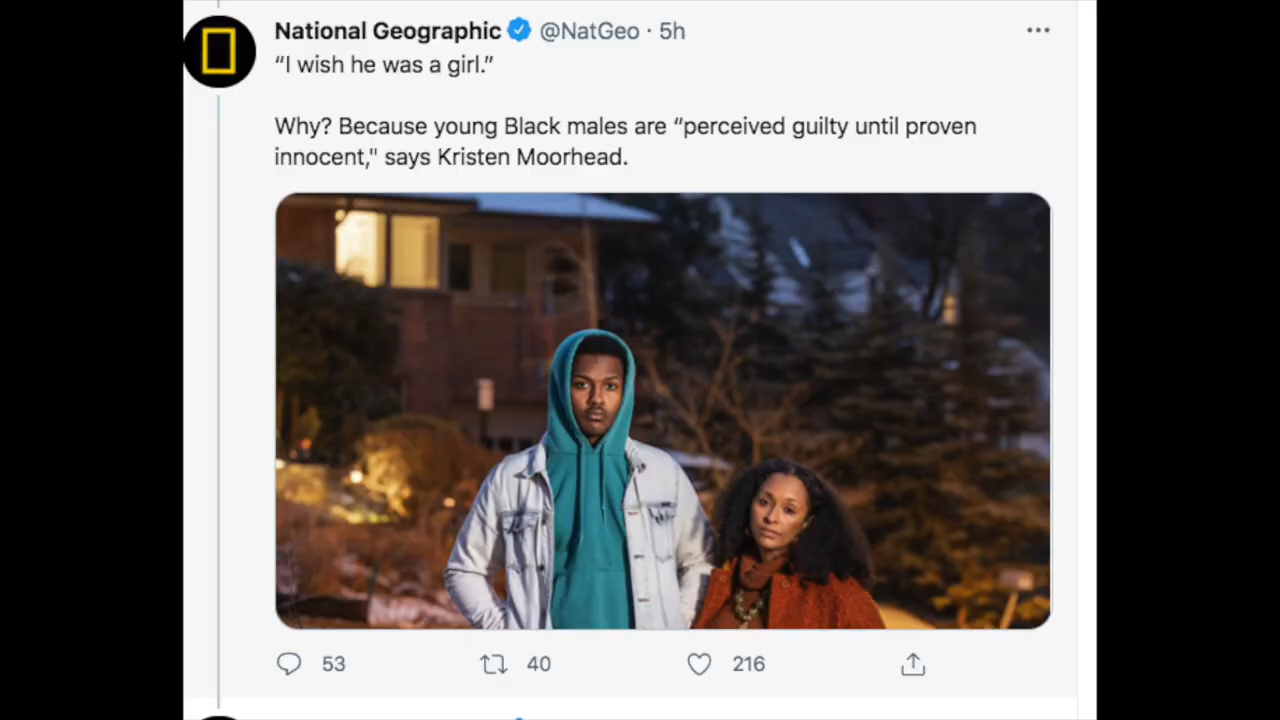 National Geographic @NatGeo · 5h
“I wish he was a girl.”
Why? Because young Black males are “perceived guilty until proven
innocent," says Kristen Moorhead.
53 40 216